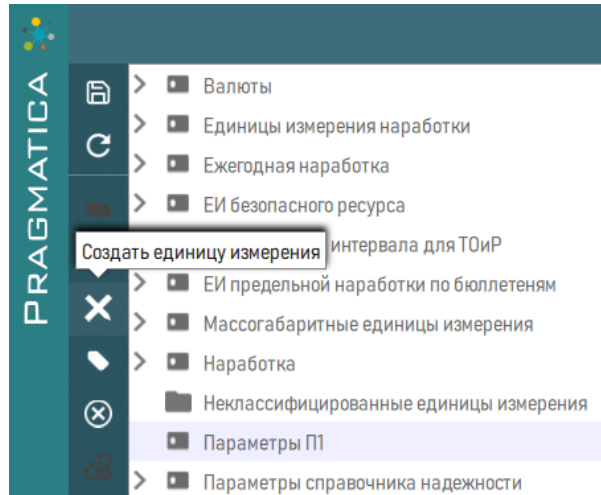 PRAGMATICA
Валюты
Единицы измерения наработки
Ежегодная наработка
ЕИ безопасного ресурса
Создать единицу измерения
интервала для ТОиР
ЕИ предельной наработки по бюллетеням
Массогабаритные единицы измерения
Наработка
Неклассифицированные единицы измерения
Параметры П1
Параметры справочника надежности